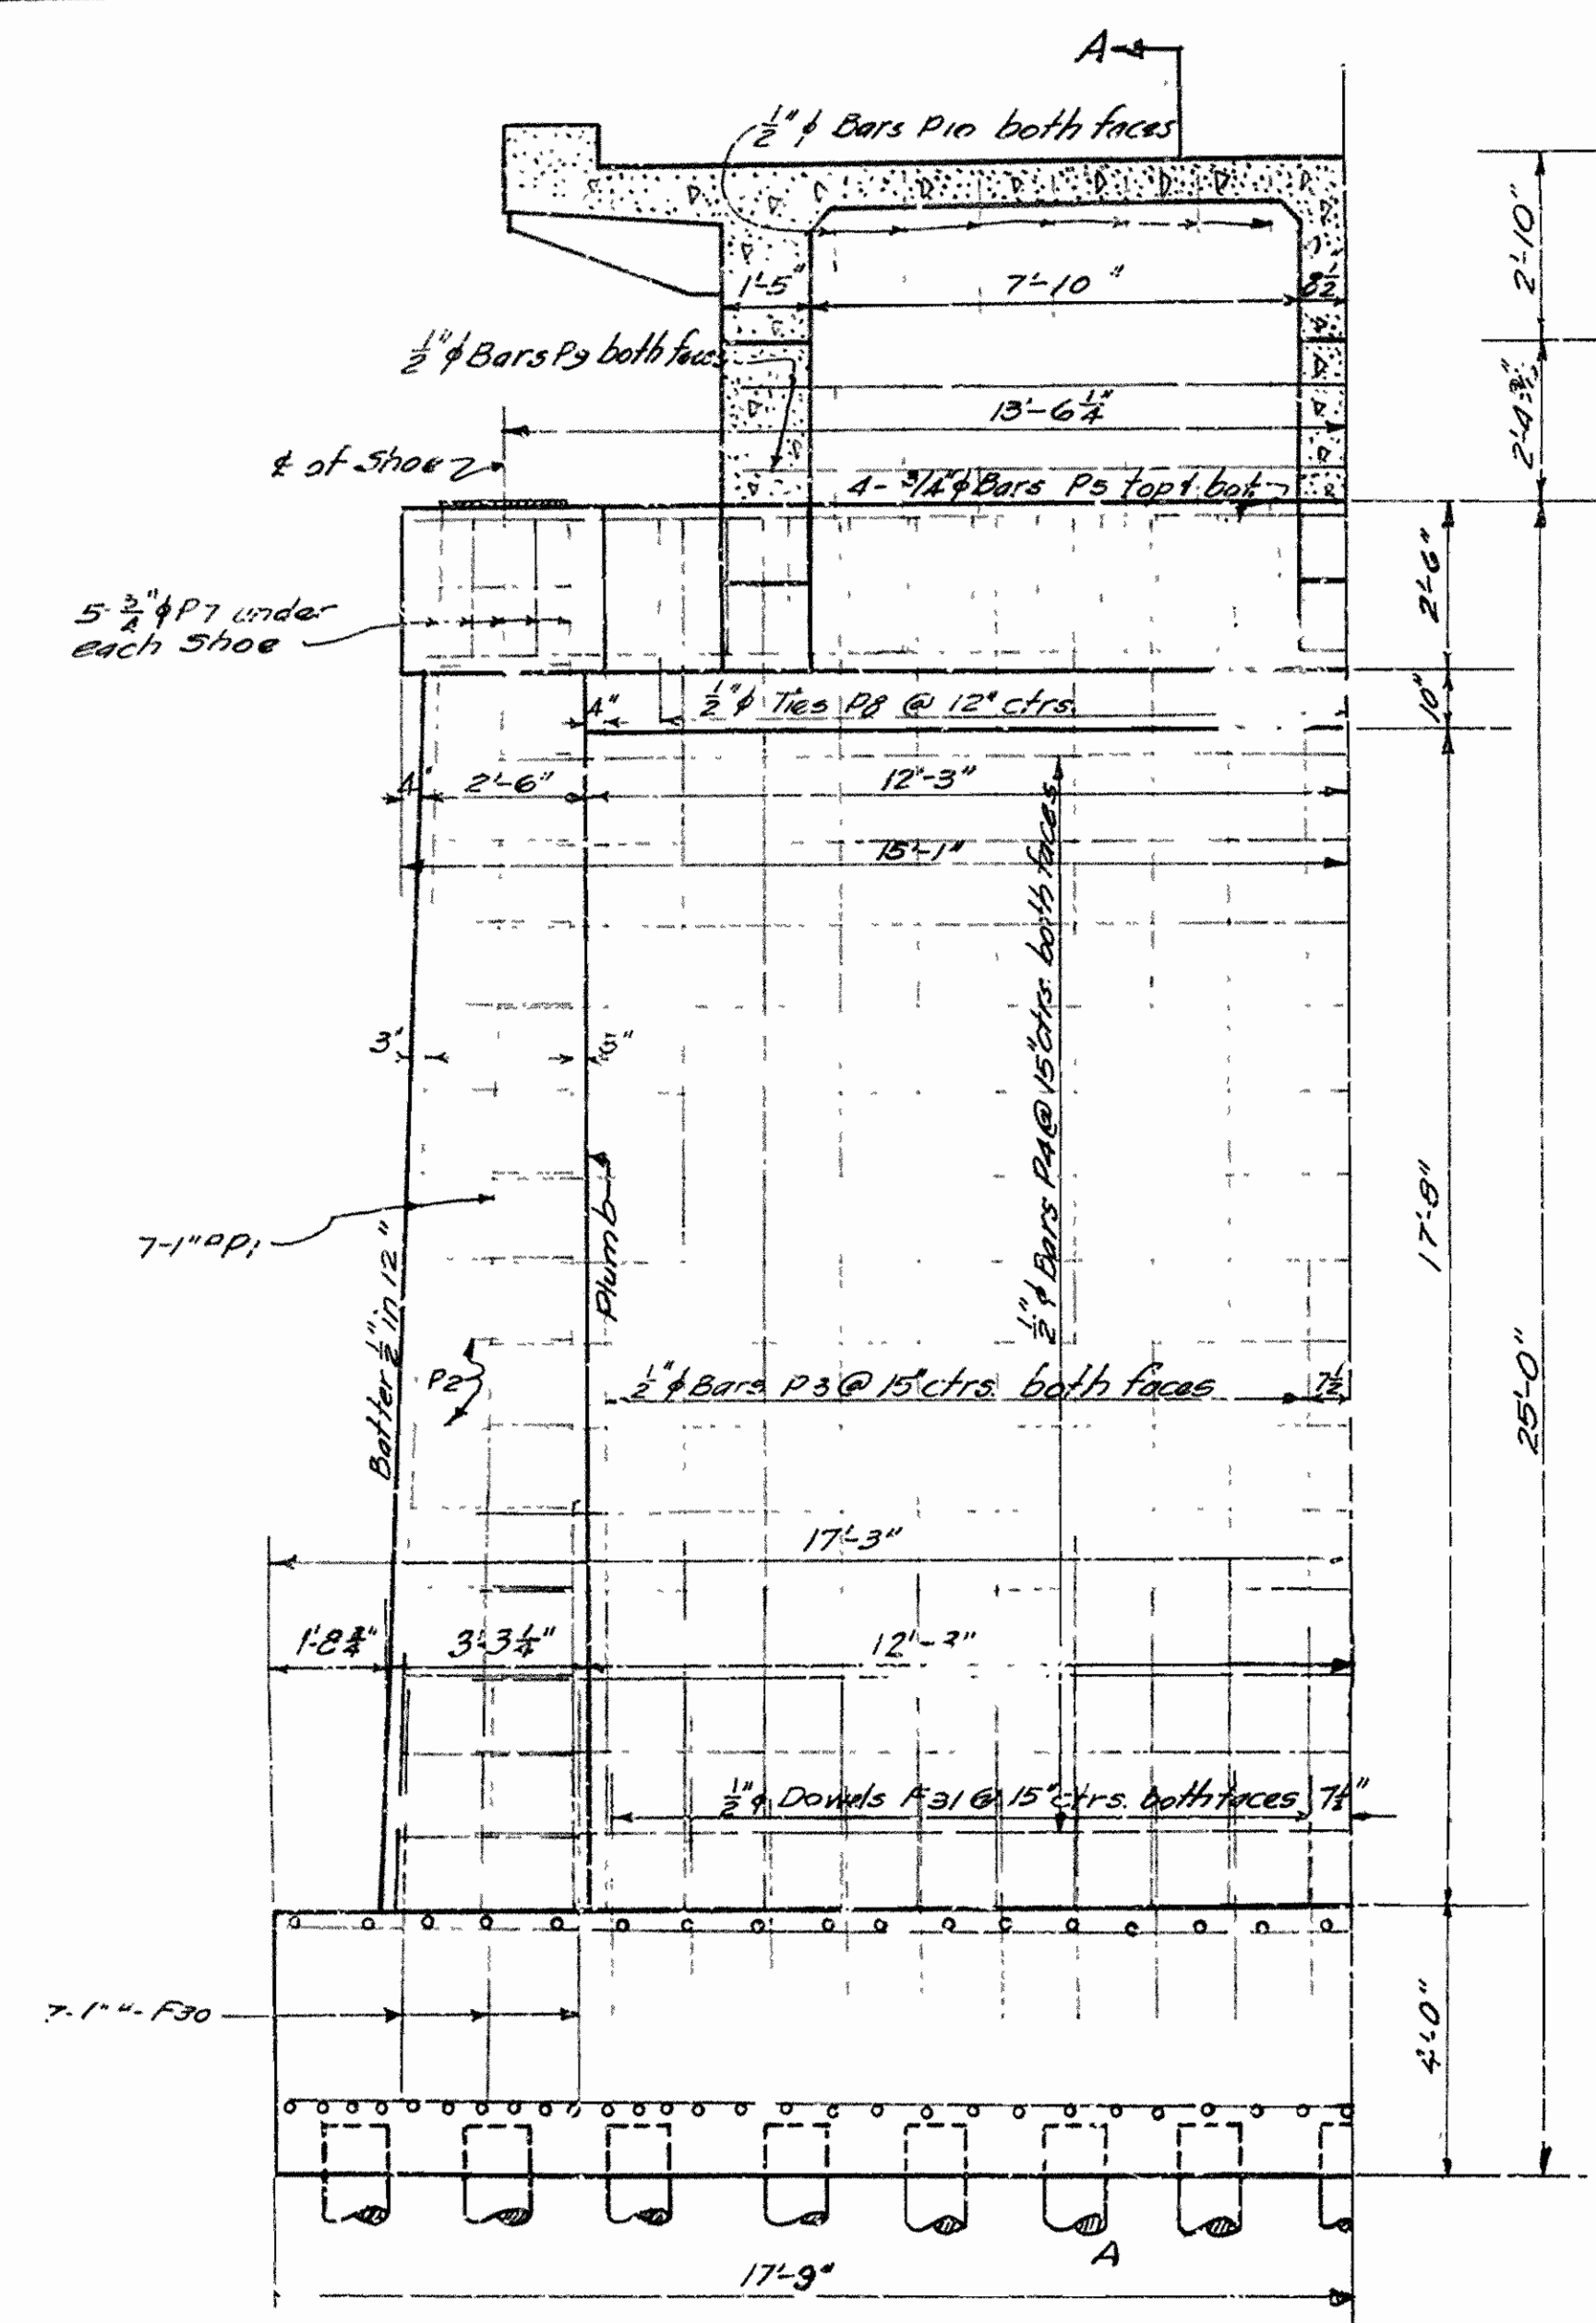 A
1/2" ϕ Bars P10 both faces
2'-10"
1'-5"
7'-10"
8 1/2
1/2" ϕ Bars P9 both faces
13'-6 1/4"
℄ of Shoe
4- 3/4" ϕ Bars P5 top & bot.
2'-6"
5- 3/4" ϕ P7 under
each Shoe
10"
4"
1/2" ϕ Ties P8 @ 12" ctrs.
4"
2'-6"
12'-3"
15'-1"
1/2" ϕ Bars P4 @ 15" ctrs. both faces
3"
17'-8"
7-1" ▫ P1
Plumb
Batter 1/2" in 12"
P2
1/2" ϕ Bars P3 @ 15" ctrs. both faces
7 1/2
25'-0"
17'-3"
1'-8 3/4"
3'-3 1/4"
12'-3"
1/2" ϕ Dowels F31 @ 15" ctrs. both faces
7 1/2"
F30
4'-0"
A
17'-9"